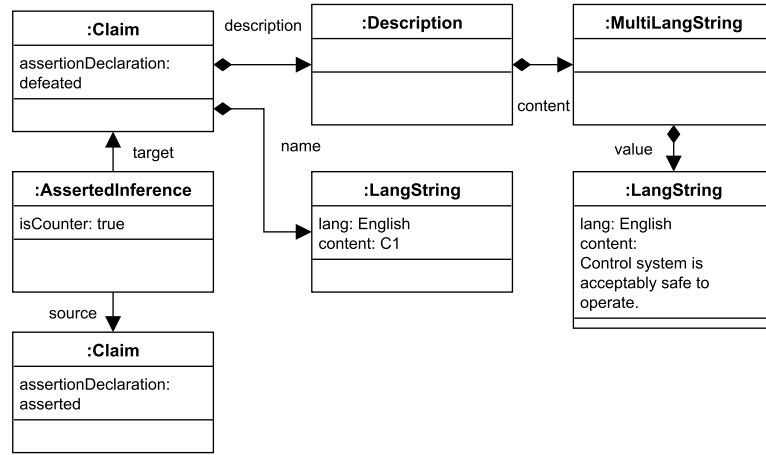 :Claim
assertionDeclaration:
defeated
description
:Description
:MultiLangString
content
name
target
value
:AssertedInference
isCounter: true
:LangString
lang: English
content: C1
:LangString
lang: English
content:
Control system is
acceptably safe to
operate.
source
:Claim
assertionDeclaration:
asserted